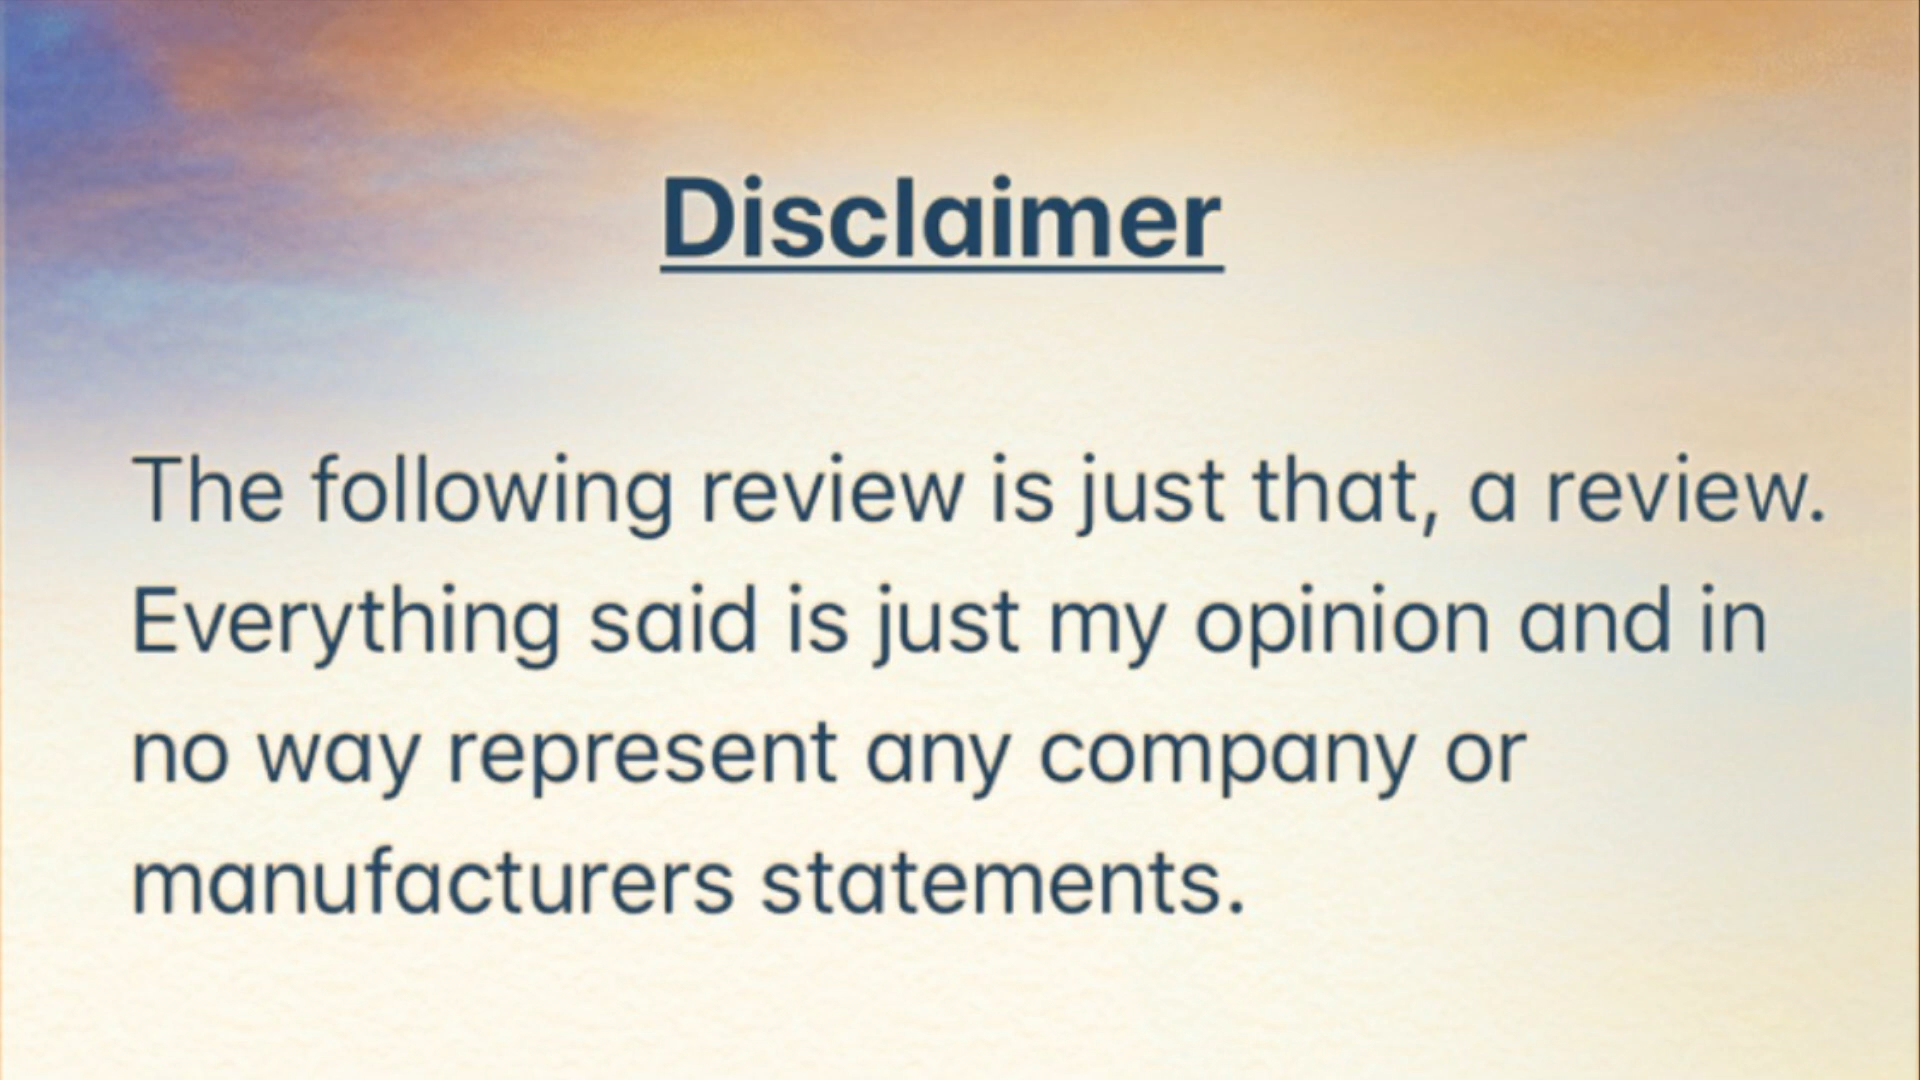 Disclaimer
The following review is just that, a review.
Everything said is just my opinion and in
no way represent any company or
manufacturers statements.